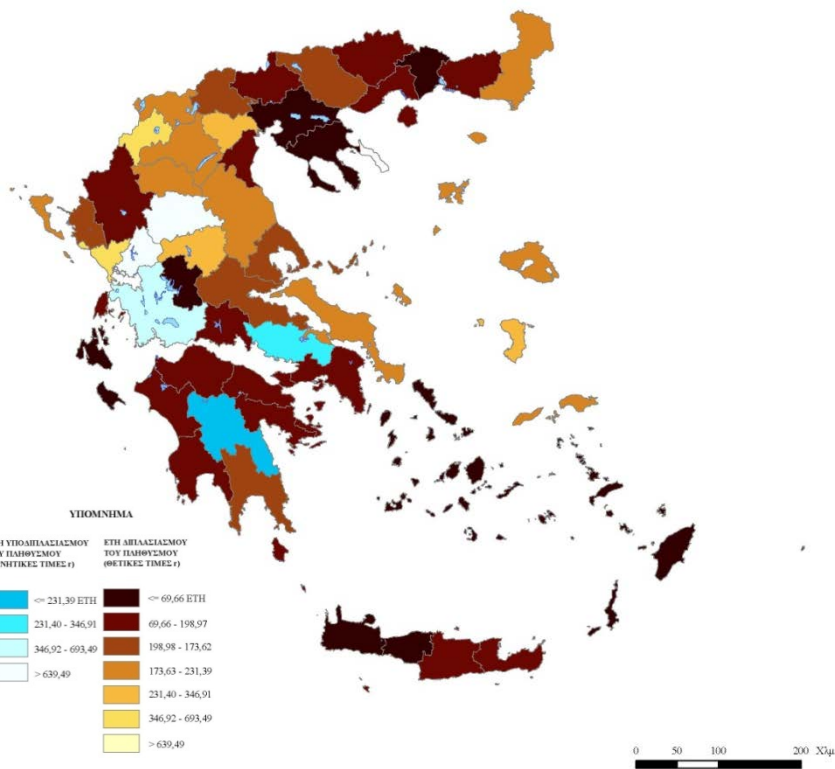 ΥΠΟΜΝΗΜΑ
Η ΥΠΟΔΙΠΛΑΣΙΑΣΜΟΥ
Υ ΠΛΗΘΥΣΜΟΥ
ΝΗΤΙΚΕΣ ΤΙΜΕΣ r)
<= 231,39 ΕΤΗ
231,40 - 346,91
346,92 - 693,49
> 639,49
ΕΤΗ ΔΙΠΛΑΣΙΑΣΜΟΥ
ΤΟΥ ΠΛΗΘΥΣΜΟΥ
(ΘΕΤΙΚΕΣ ΤΙΜΕΣ r)
<= 69,66 ΕΤΗ
69,66 - 198,97
198,98 - 173,62
173,63 - 231,39
231,40 - 346,91
346,92 - 693,49
> 639,49
0 50 100 200 Χλμ